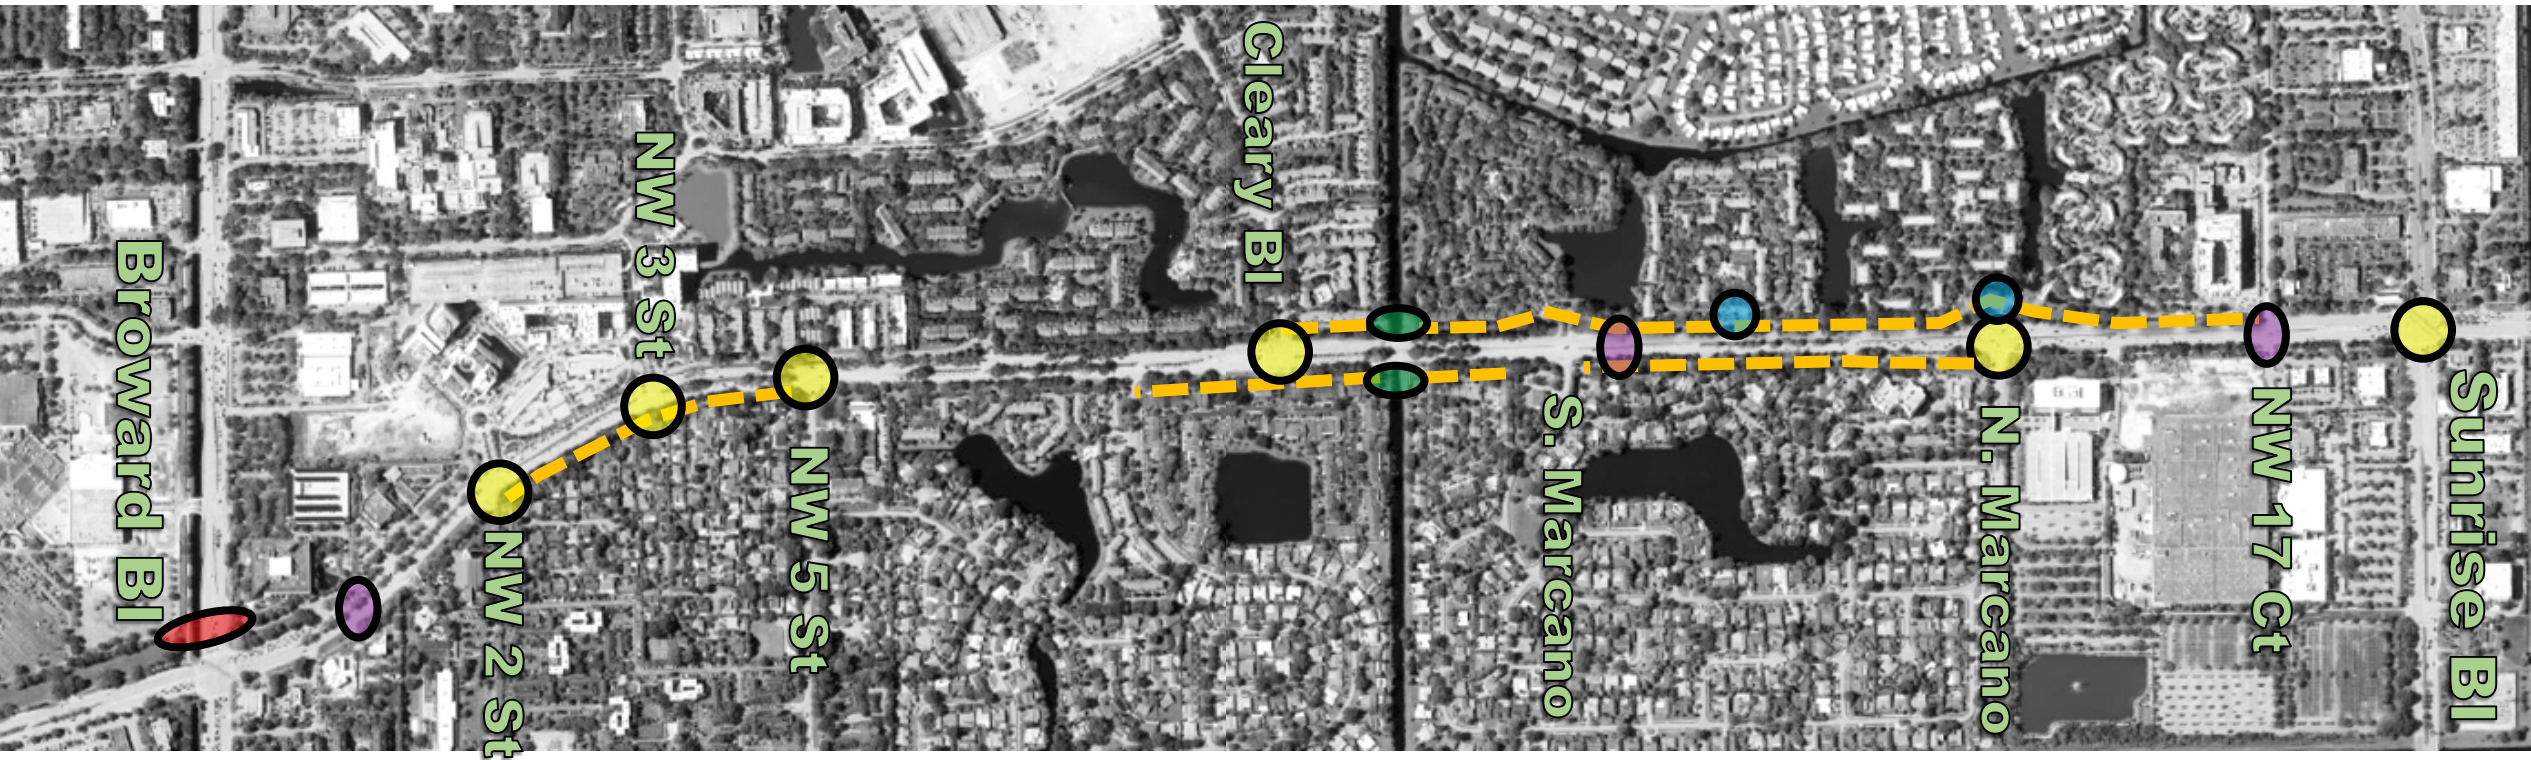 Broward Bl
NW 2 St
NW 3 St
NW 5 St
Cleary Bl
S. Marcano
N. Marcano
NW 17 Ct
Sunrise Bl